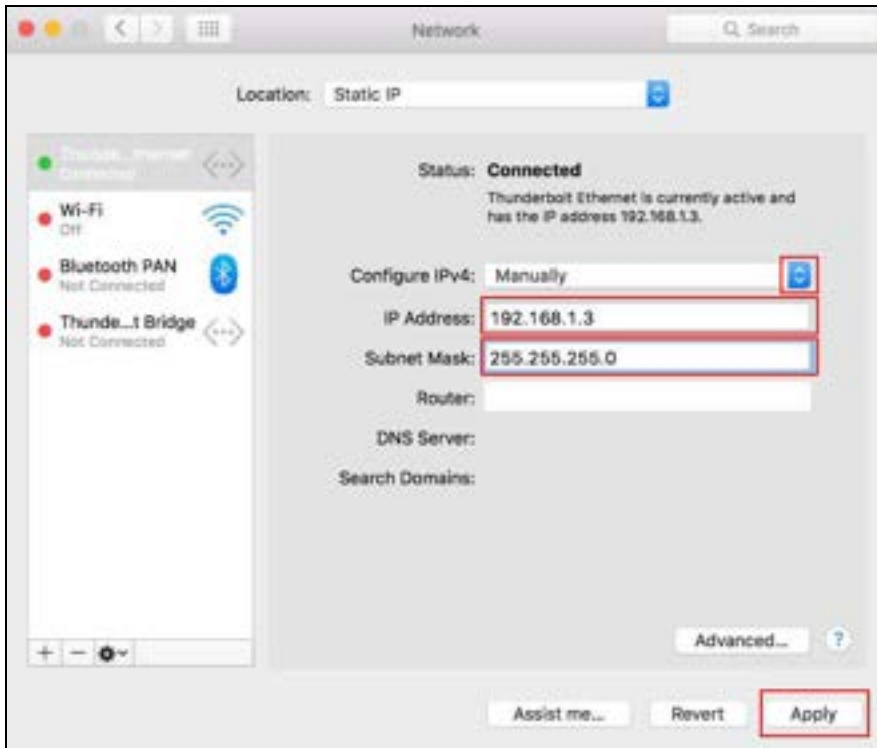 Network
Search
Location: Static IP
Thunde...thernet
Connected
Wi-Fi
Off
Bluetooth PAN
Not Connected
Thunde...t Bridge
Not Connected
Status: Connected
Thunderbolt Ethernet is currently active and
has the IP address 192.168.1.3.
Configure IPv4: Manually
IP Address: 192.168.1.3
Subnet Mask: 255.255.255.0
Router:
DNS Server:
Search Domains:
Advanced...
?
Assist me... Revert Apply